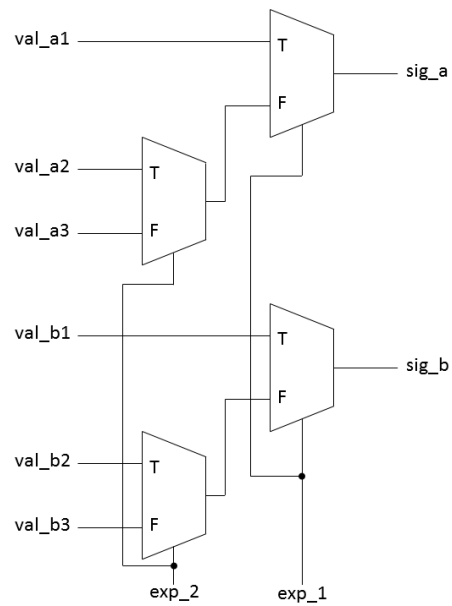 val_a1
T
sig_a
F
val_a2
T
val_a3
F
val_b1
T
sig_b
F
val_b2
T
val_b3
F
exp_2 exp_1